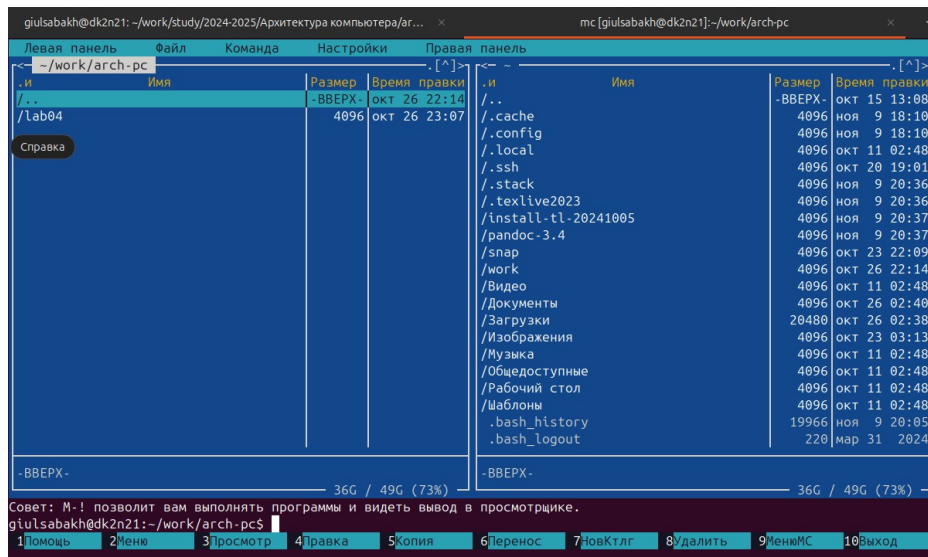 giulsabakh@dk2n21: ~/work/study/2024-2025/Архитектура компьютера/ar... × mc [giulsabakh@dk2n21]:~/work/arch-pc ×
Левая панель Файл Команда Настройки Правая панель
<— ~/work/arch-pc .[^]> <— ~ .[^]>
.и Имя Размер Время правки .и Имя Размер Время правки
/.. -ВВЕРХ- окт 26 22:14 /.. -ВВЕРХ- окт 15 13:08
/lab04 4096 окт 26 23:07 /.cache 4096 ноя 9 18:10
/.config 4096 ноя 9 18:10
Справка /.local 4096 окт 11 02:48
/.ssh 4096 окт 20 19:01
/.stack 4096 ноя 9 20:36
/.texlive2023 4096 ноя 9 20:36
/install-tl-20241005 4096 ноя 9 20:37
/pandoc-3.4 4096 ноя 9 20:37
/snap 4096 окт 23 22:09
/work 4096 окт 26 22:14
/Видео 4096 окт 11 02:48
/Документы 4096 окт 26 02:40
/Загрузки 20480 окт 26 02:38
/Изображения 4096 окт 23 03:13
/Музыка 4096 окт 11 02:48
/Общедоступные 4096 окт 11 02:48
/Рабочий стол 4096 окт 11 02:48
/Шаблоны 4096 окт 11 02:48
.bash_history 19966 ноя 9 20:05
.bash_logout 220 мар 31 2024
-ВВЕРХ- -ВВЕРХ-
36G / 49G (73%) 36G / 49G (73%)
Совет: M-! позволит вам выполнять программы и видеть вывод в просмотрщике.
giulsabakh@dk2n21:~/work/arch-pc$
1Помощь 2Меню 3Просмотр 4Правка 5Копия 6Перенос 7НовКтлг 8Удалить 9МенюMC 10Выход